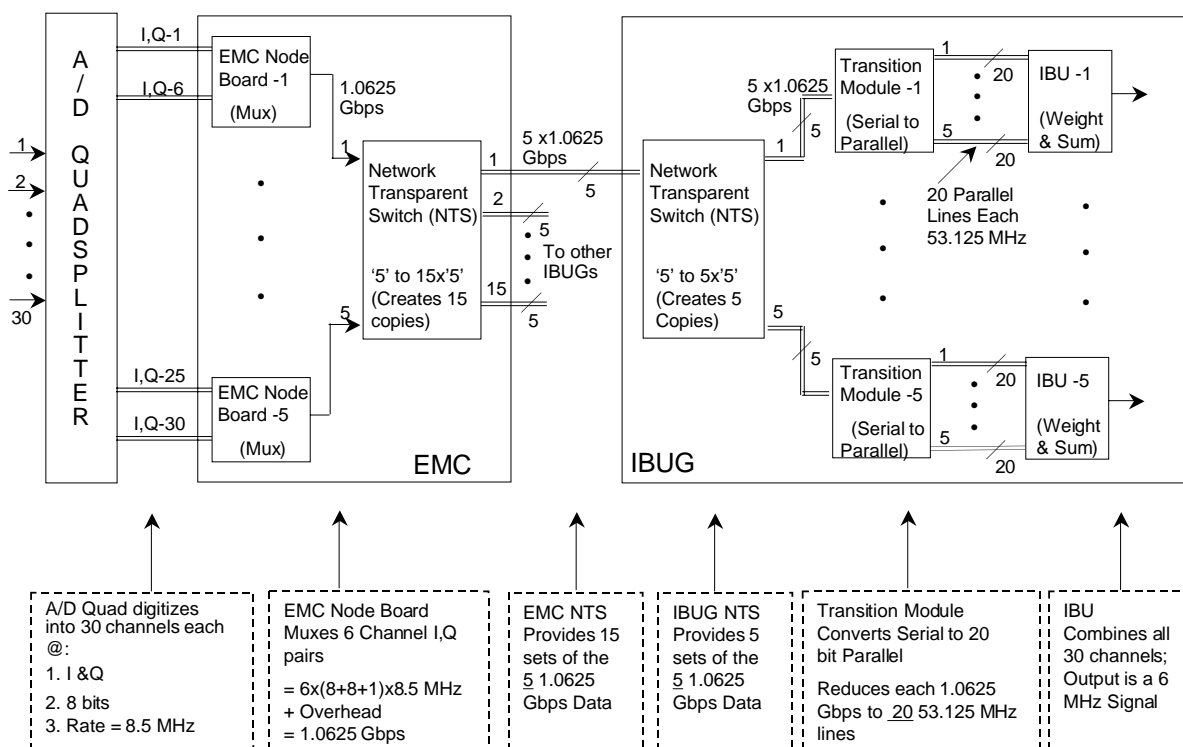 A/D QUADSPLITTER
1
2
30
I,Q-1
I,Q-6
I,Q-25
I,Q-30
EMC Node
Board -1
(Mux)
1.0625
Gbps
1
5
EMC Node
Board -5
(Mux)
Network
Transparent
Switch (NTS)
'5' to 15x'5'
(Creates 15
copies)
EMC
1
2
15
5 x1.0625
Gbps
5
5
To other
IBUGs
5
IBUG
Network
Transparent
Switch (NTS)
'5' to 5x'5'
(Creates 5
Copies)
5 x1.0625
Gbps
1
5
5
5
Transition
Module -1
(Serial to
Parallel)
1
20
5
20
20 Parallel
Lines Each
53.125 MHz
IBU -1
(Weight
& Sum)
Transition
Module -5
(Serial to
Parallel)
1
20
5
20
IBU -5
(Weight
& Sum)
A/D Quad digitizes
into 30 channels each
@:
1. I &Q
2. 8 bits
3. Rate = 8.5 MHz
EMC Node Board
Muxes 6 Channel I,Q
pairs
= 6x(8+8+1)x8.5 MHz
+ Overhead
= 1.0625 Gbps
EMC NTS
Provides 15
sets of the
5 1.0625
Gbps Data
IBUG NTS
Provides 5
sets of the
5 1.0625
Gbps Data
Transition Module
Converts Serial to 20
bit Parallel
Reduces each 1.0625
Gbps to 20 53.125 MHz
lines
IBU
Combines all
30 channels;
Output is a 6
MHz Signal